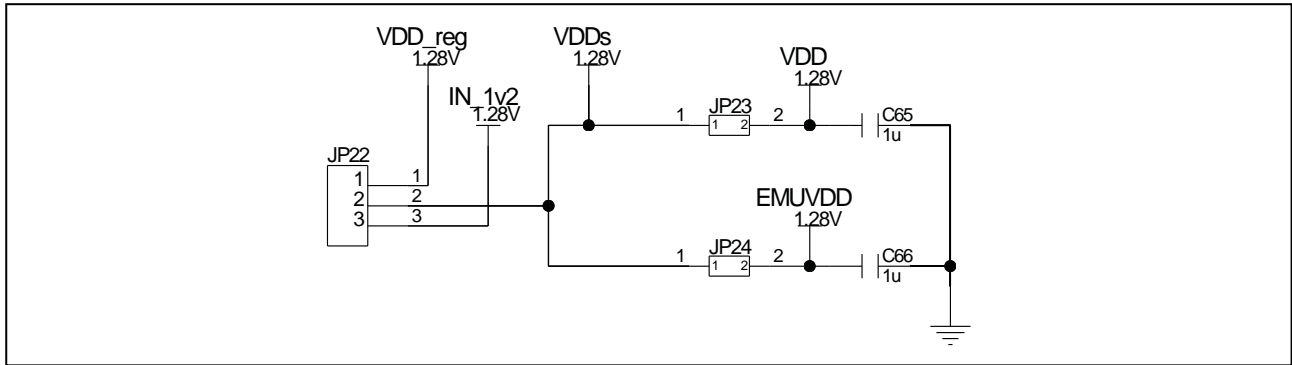 VDD_reg
1.28V
VDDs
1.28V
VDD
1.28V
IN_1v2
1.28V
1 JP23 2
1 2
C65
1u
JP22
1 1
2 2
3 3
EMUVDD
1.28V
1 JP24 2
1 2
C66
1u